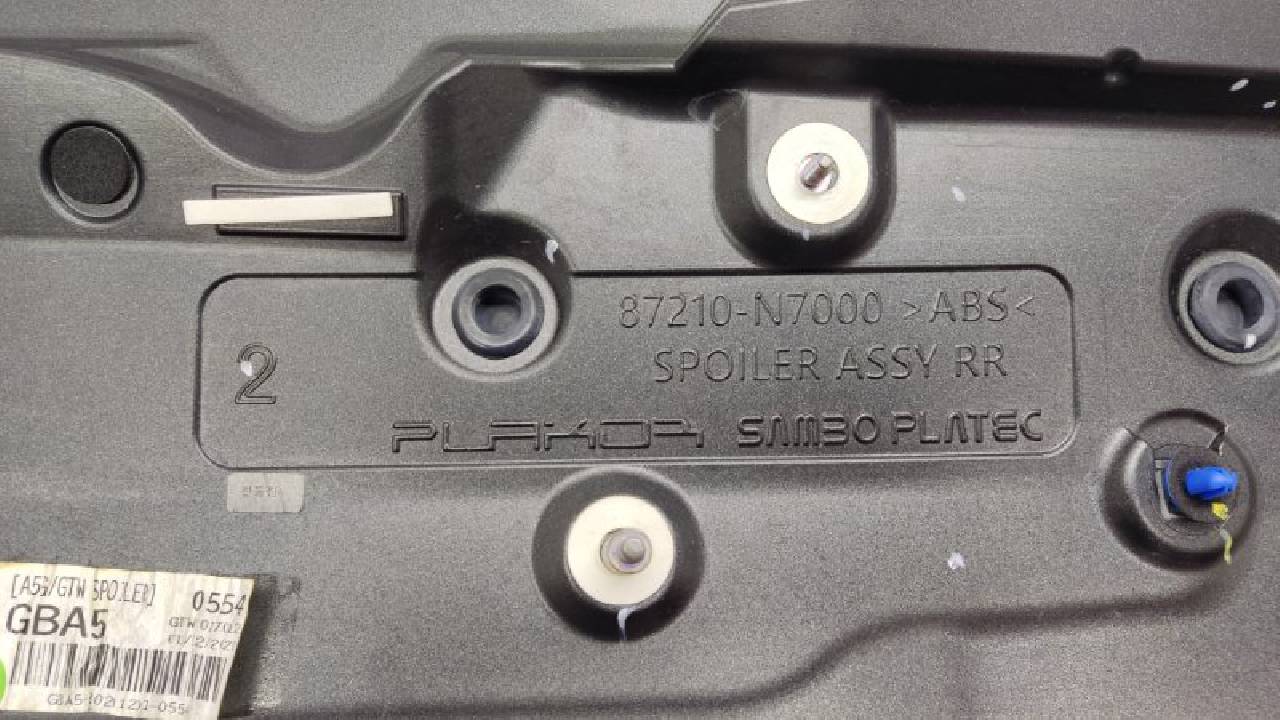 87210-N7000 >ABS<
SPOILER ASSY RR
2
PLAKOR SAMBO PLATEC
[A5G/GTW SPOILER]
GBA5 0554